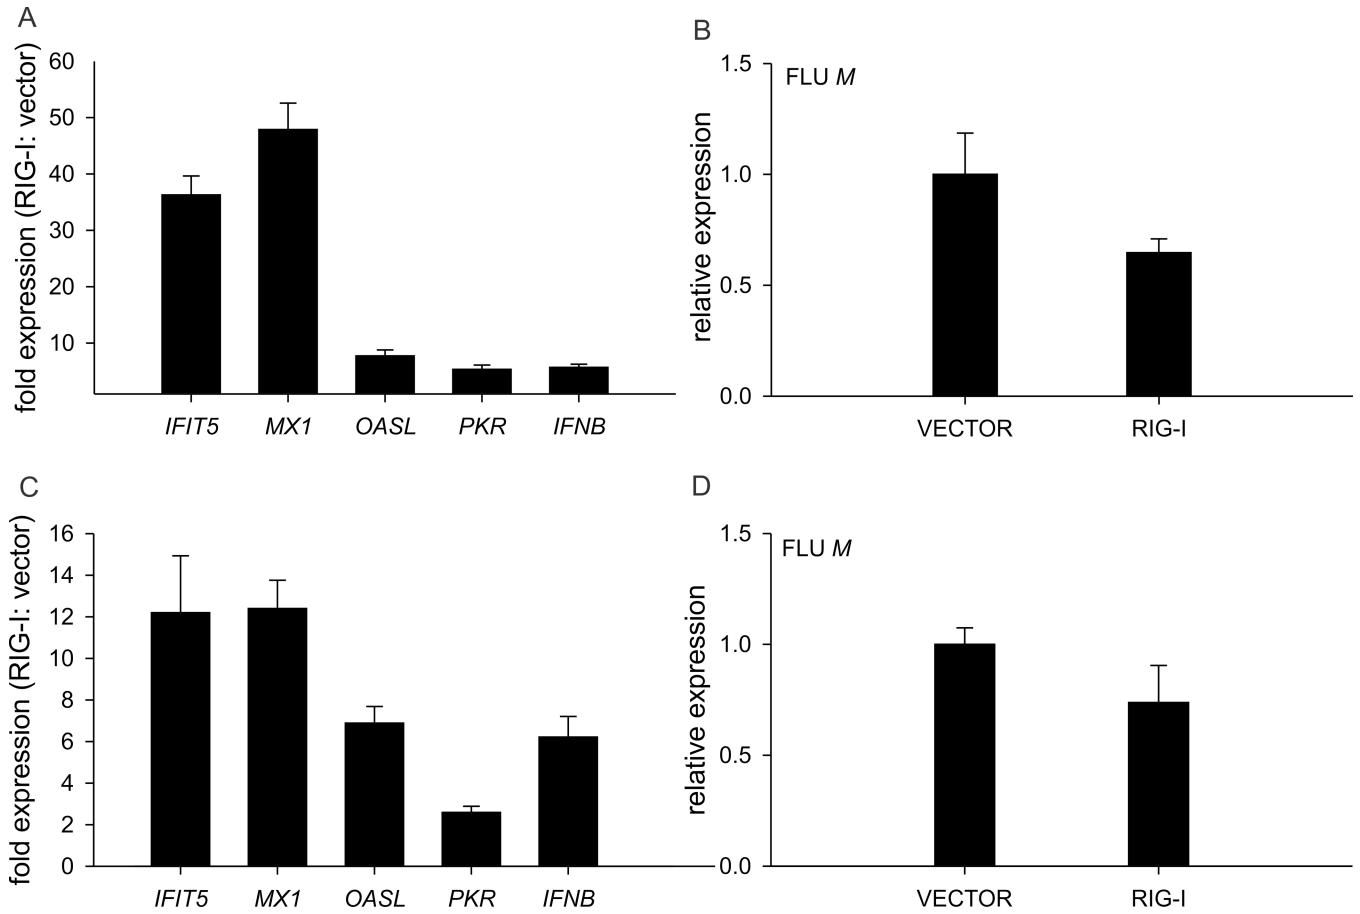 A
fold expression (RIG-I: vector)
60
50
40
30
20
10
IFIT5 MX1 OASL PKR IFNB
B
relative expression
1.5
1.0
0.5
0.0
FLU M
VECTOR RIG-I
C
fold expression (RIG-I: vector)
16
14
12
10
8
6
4
2
0
IFIT5 MX1 OASL PKR IFNB
D
relative expression
1.5
1.0
0.5
0.0
FLU M
VECTOR RIG-I